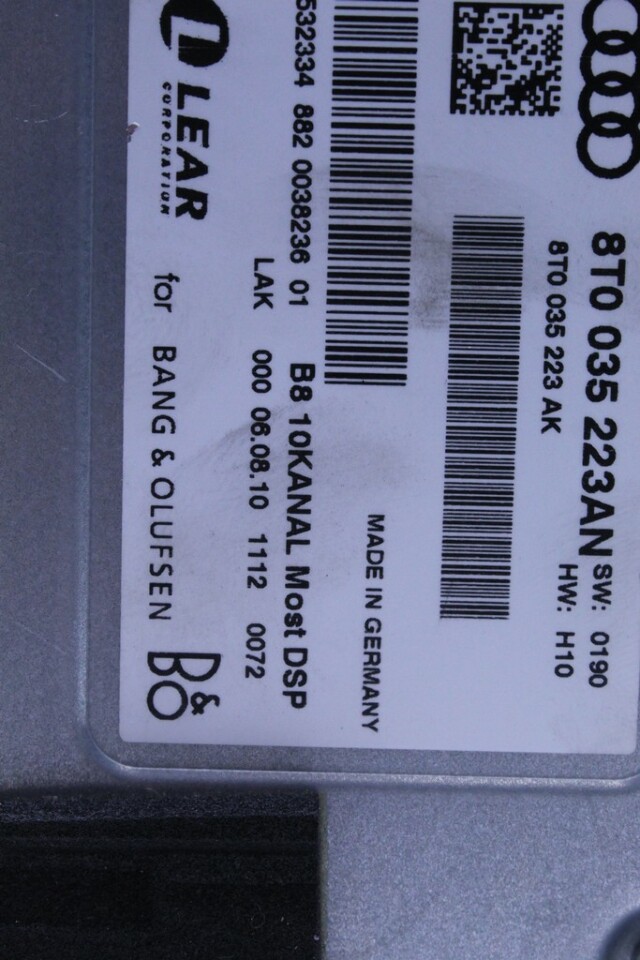 8T0 035 223AN
SW: 0190
HW: H10
8T0 035 223 AK
MADE IN GERMANY
532334 882 0038236 01
B8 10KANAL Most DSP
LAK 000 06.08.10 1112 0072
LEAR
CORPORATION
for BANG & OLUFSEN
B&O